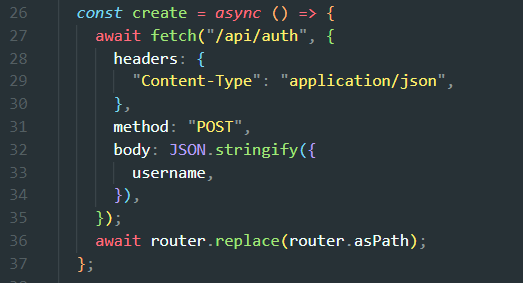 26 const create = async () => {
27 await fetch("/api/auth", {
28 headers: {
29 "Content-Type": "application/json",
30 },
31 method: "POST",
32 body: JSON.stringify({
33 username,
34 }),
35 });
36 await router.replace(router.asPath);
37 };